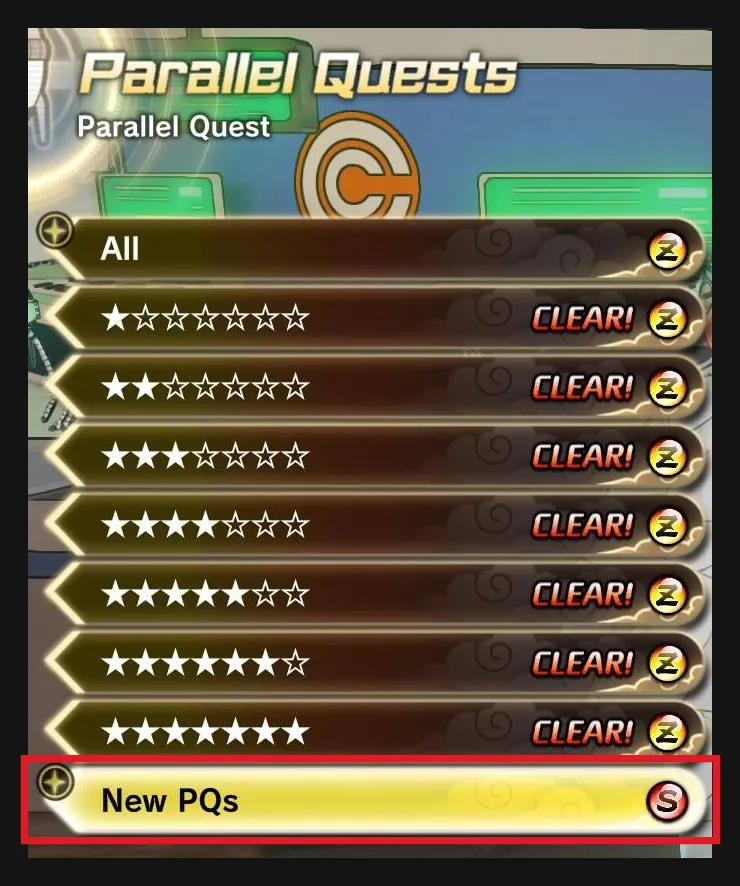 Parallel Quests
Parallel Quest
All Z
★☆☆☆☆☆☆ CLEAR! Z
★★☆☆☆☆☆ CLEAR! Z
★★★☆☆☆☆ CLEAR! Z
★★★★☆☆☆ CLEAR! Z
★★★★★☆☆ CLEAR! Z
★★★★★★☆ CLEAR! Z
★★★★★★★ CLEAR! Z
New PQs S